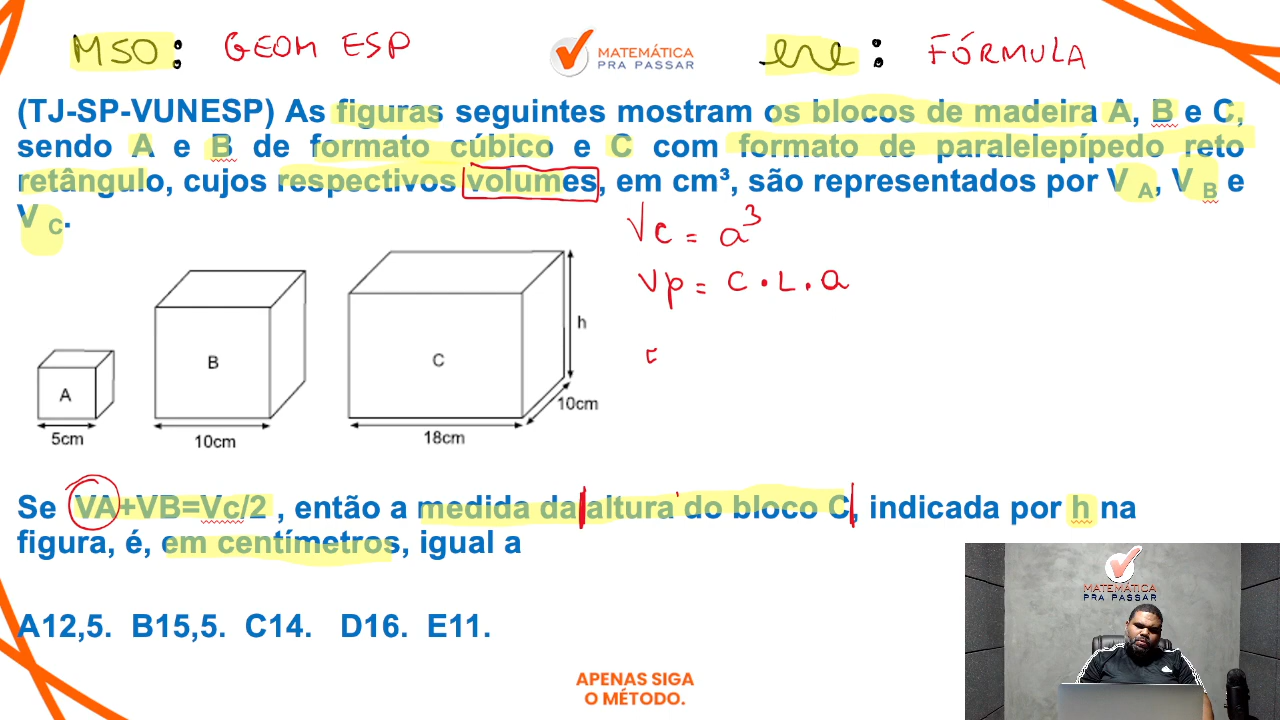 MSO: GEOM ESP
MATEMÁTICA
PRA PASSAR
ene: FÓRMULA
(TJ-SP-VUNESP) As figuras seguintes mostram os blocos de madeira A, B e C,
sendo A e B de formato cúbico e C com formato de paralelepípedo reto
retângulo, cujos respectivos volumes, em cm³, são representados por V A, V B e
V C.
Vc = a³
Vp = C . L . a
h
B
C
A
10cm
5cm
10cm
18cm
Se VA+VB=Vc/2 , então a medida da altura do bloco C, indicada por h na
figura, é, em centímetros, igual a
MATEMÁTICA
PRA PASSAR
A12,5. B15,5. C14. D16. E11.
APENAS SIGA
O MÉTODO.